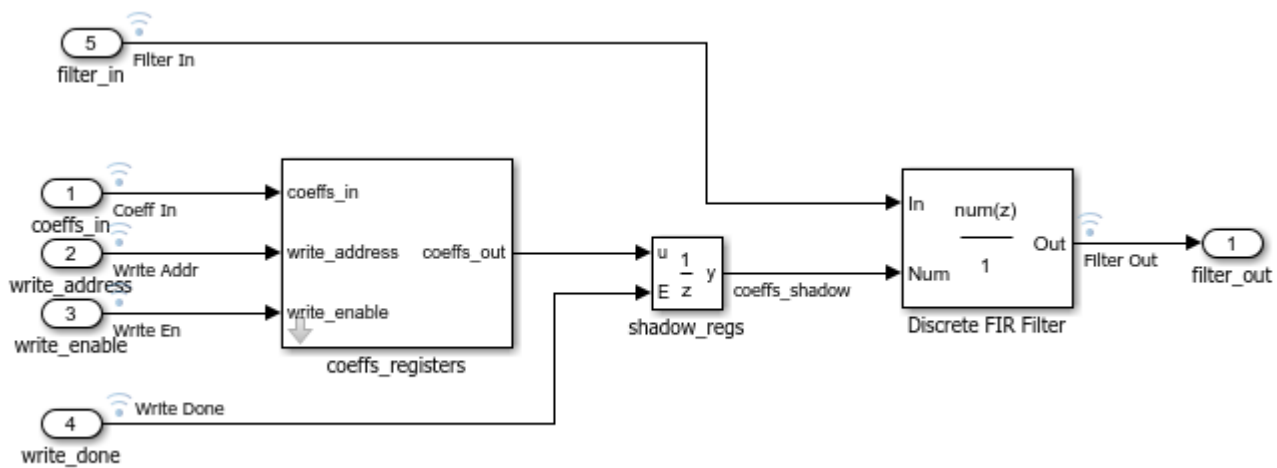 5
Filter In
filter_in
1
Coeff In
coeffs_in
2
Write Addr
write_address
3
Write En
write_enable
coeffs_in
write_address
coeffs_out
write_enable
coeffs_registers
4
Write Done
write_done
u
E
1
z
y
shadow_regs
coeffs_shadow
In
Num
num(z)
1
Out
Discrete FIR Filter
Filter Out
1
filter_out